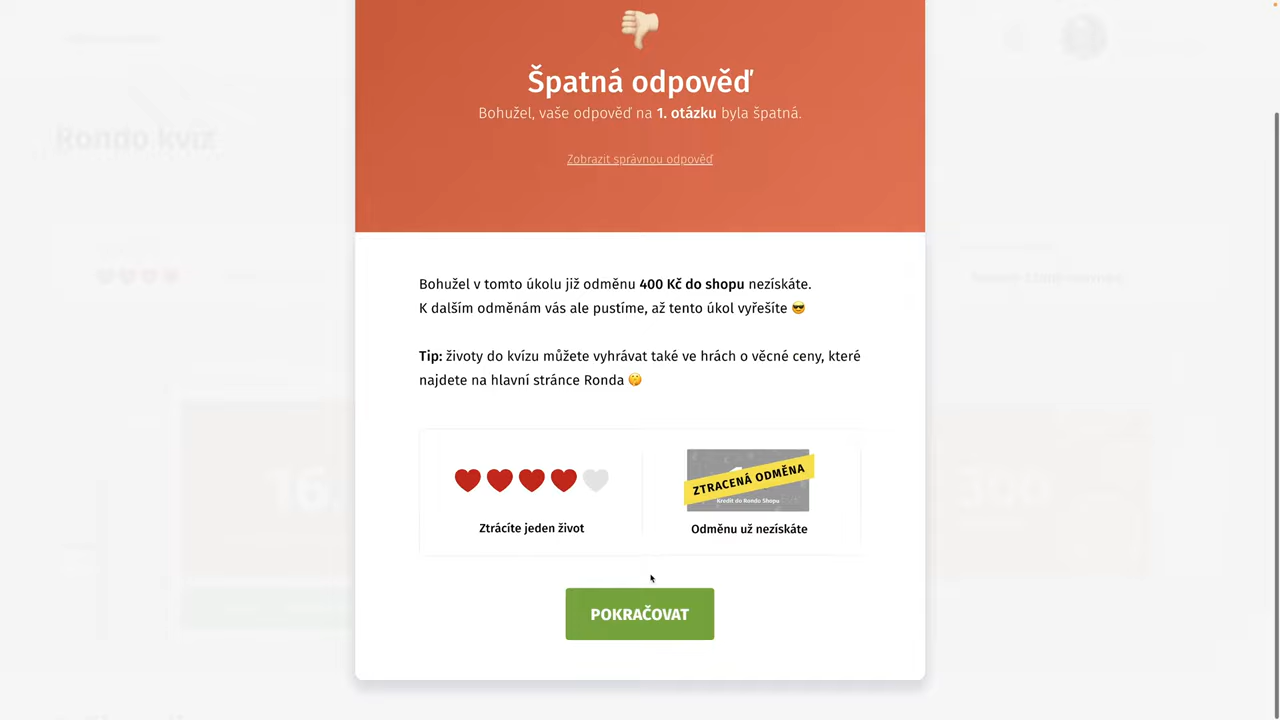 Špatná odpověď
Bohužel, vaše odpověď na 1. otázku byla špatná.
Zobrazit správnou odpověď
Rondo kvíz
Bohužel v tomto úkolu již odměnu 400 Kč do shopu nezískáte.
K dalším odměnám vás ale pustíme, až tento úkol vyřešíte 😎
Tip: životy do kvízu můžete vyhrávat také ve hrách o věcné ceny, které
najdete na hlavní stránce Ronda 🤫
16.
ZTRACENÁ ODMĚNA
Kredit do Rondo Shopu
Ztrácíte jeden život
Odměnu už nezískáte
POKRAČOVAT